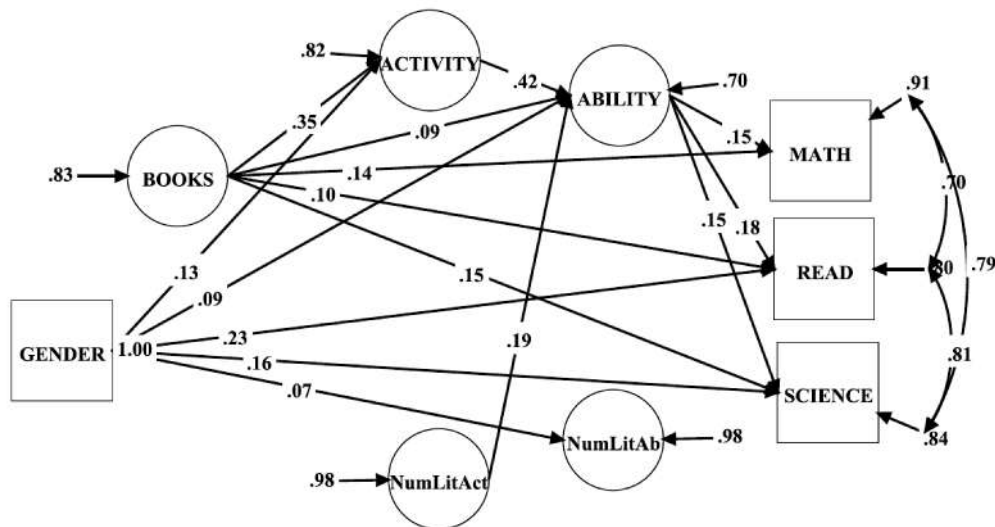 .82
ACTIVITY
.42
ABILITY
.70
.91
.35
.09
.15
MATH
.83
BOOKS
.14
.70
.10
.15
.18
.13
READ
.79
.09
.15
GENDER
1.00
.23
.19
.16
.81
.07
SCIENCE
NumLitAb
.98
.84
.98
NumLitAct